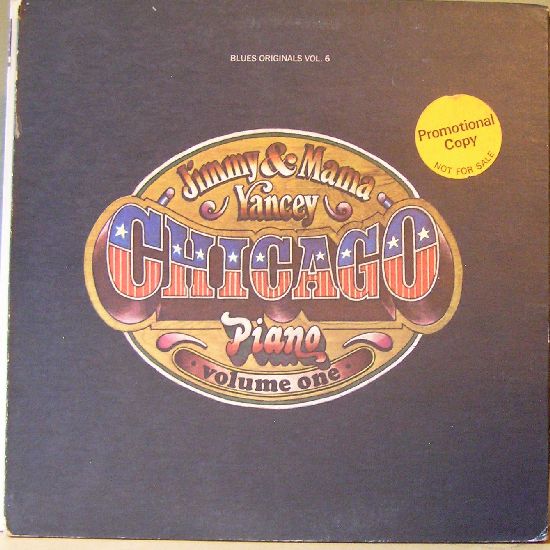 BLUES ORIGINALS VOL. 6
Promotional
Copy
NOT FOR SALE
Jimmy & Mama
Yancey
CHICAGO
Piano
volume one